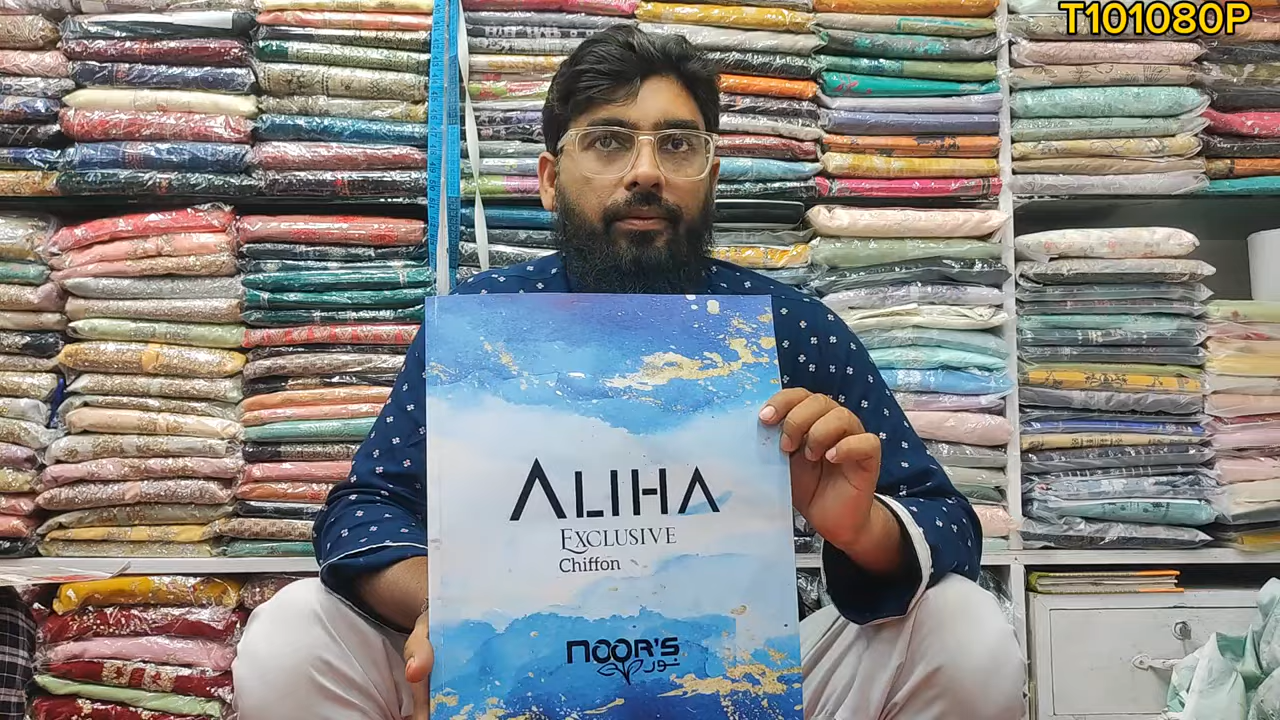 T101080P
ALIHA
EXCLUSIVE
Chiffon
NOOR'S
نور